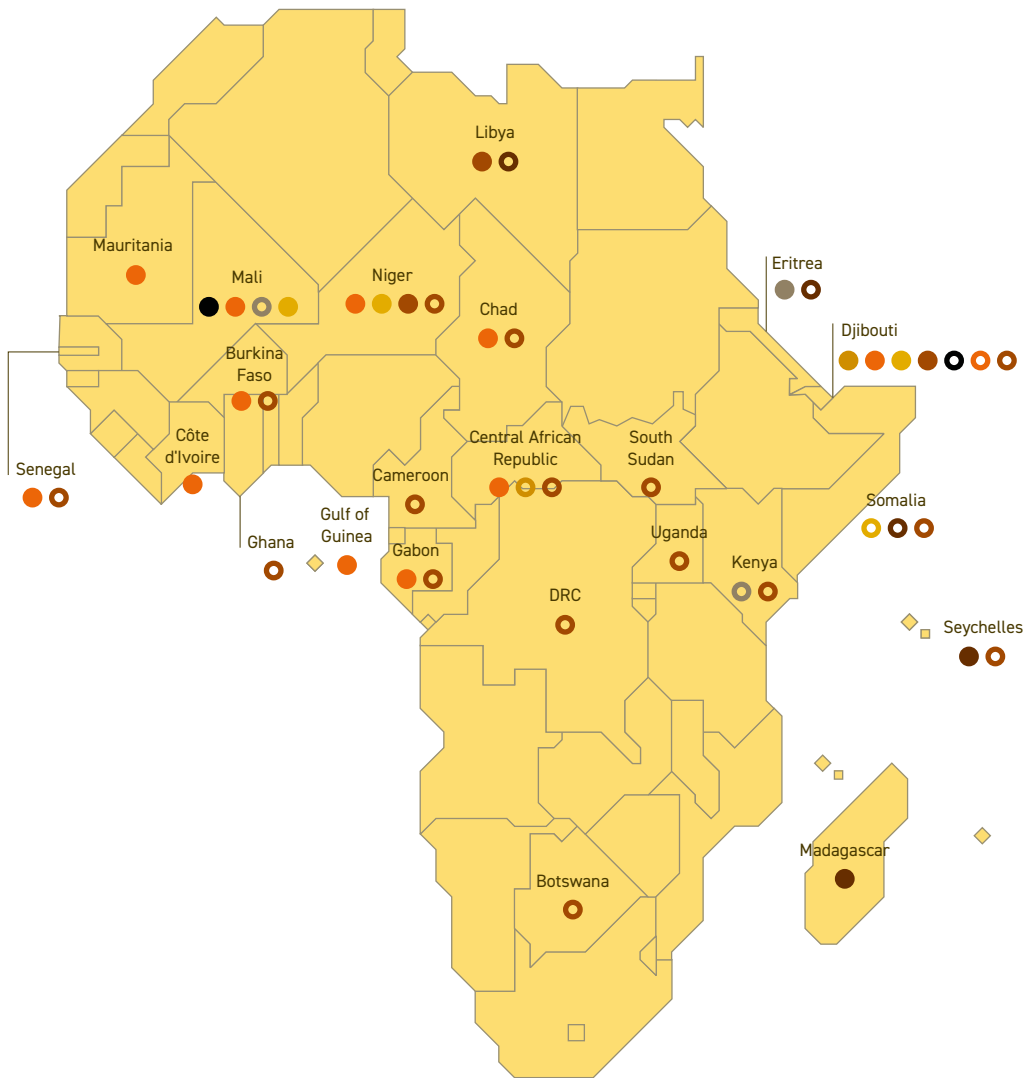 Libya
Mauritania
Mali
Niger
Chad
Eritrea
Djibouti
Burkina
Faso
Côte
d'Ivoire
Senegal
Central African
Republic
South
Sudan
Cameroon
Somalia
Gulf of
Guinea
Ghana
Gabon
Uganda
Kenya
DRC
Seychelles
Madagascar
Botswana